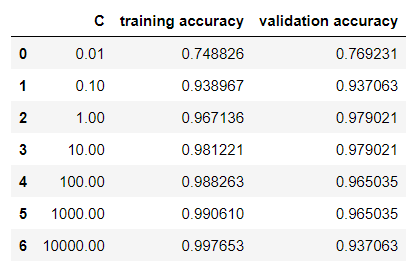 C training accuracy validation accuracy
0 0.01 0.748826 0.769231
1 0.10 0.938967 0.937063
2 1.00 0.967136 0.979021
3 10.00 0.981221 0.979021
4 100.00 0.988263 0.965035
5 1000.00 0.990610 0.965035
6 10000.00 0.997653 0.937063